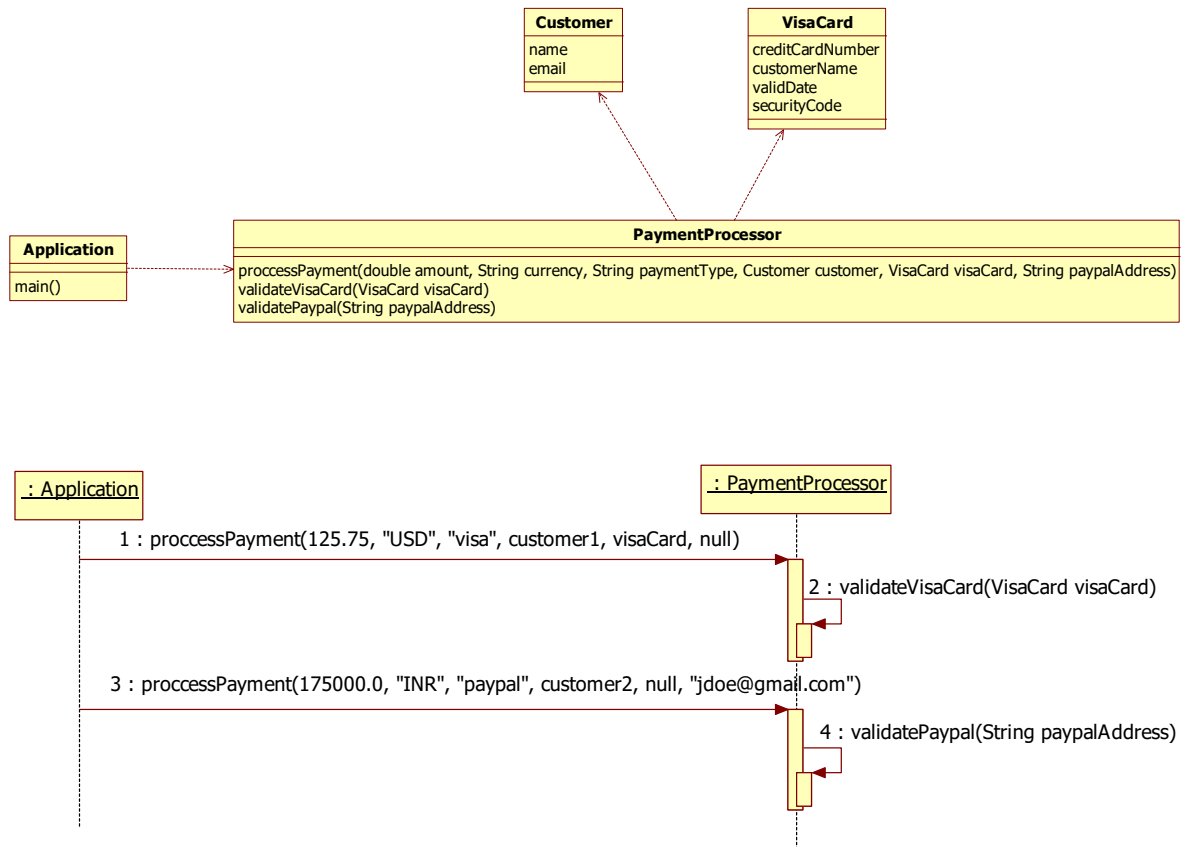 Customer
name
email
VisaCard
creditCardNumber
customerName
validDate
securityCode
Application
main()
PaymentProcessor
proccessPayment(double amount, String currency, String paymentType, Customer customer, VisaCard visaCard, String paypalAddress)
validateVisaCard(VisaCard visaCard)
validatePaypal(String paypalAddress)
: Application
: PaymentProcessor
1 : proccessPayment(125.75, "USD", "visa", customer1, visaCard, null)
2 : validateVisaCard(VisaCard visaCard)
3 : proccessPayment(175000.0, "INR", "paypal", customer2, null, "jdoe@gmail.com")
4 : validatePaypal(String paypalAddress)